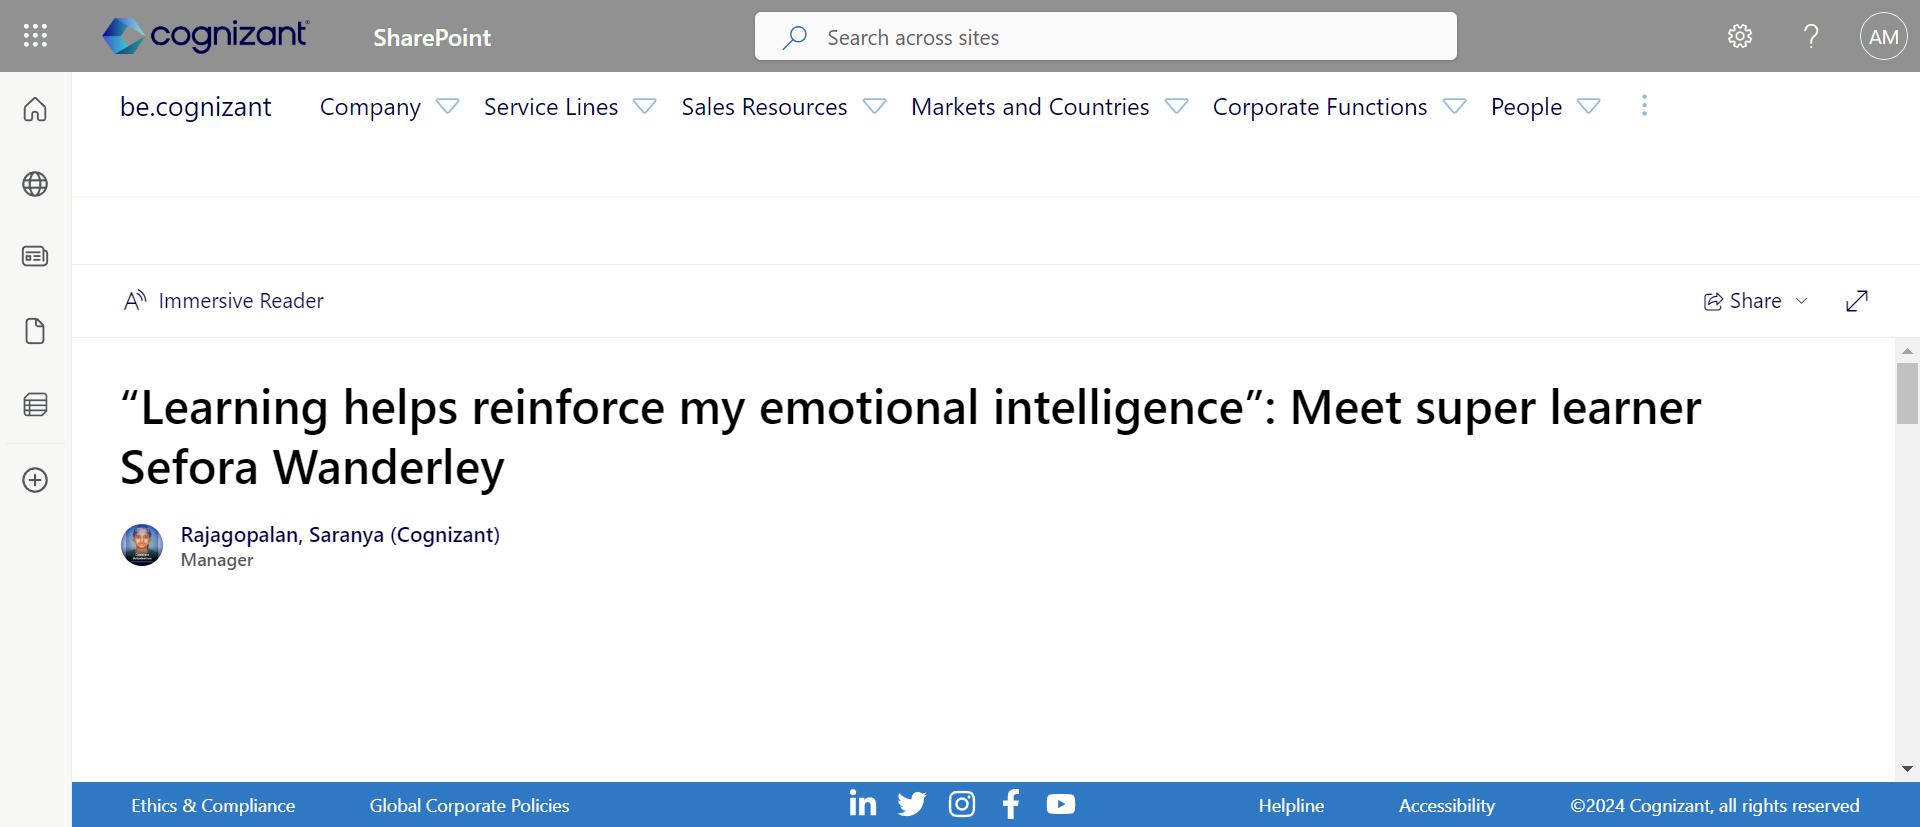 cognizant
SharePoint
Search across sites
AM
be.cognizant
Company
Service Lines
Sales Resources
Markets and Countries
Corporate Functions
People
Immersive Reader
Share
“Learning helps reinforce my emotional intelligence”: Meet super learner
Sefora Wanderley
Rajagopalan, Saranya (Cognizant)
Manager
Ethics & Compliance
Global Corporate Policies
Helpline
Accessibility
©2024 Cognizant, all rights reserved